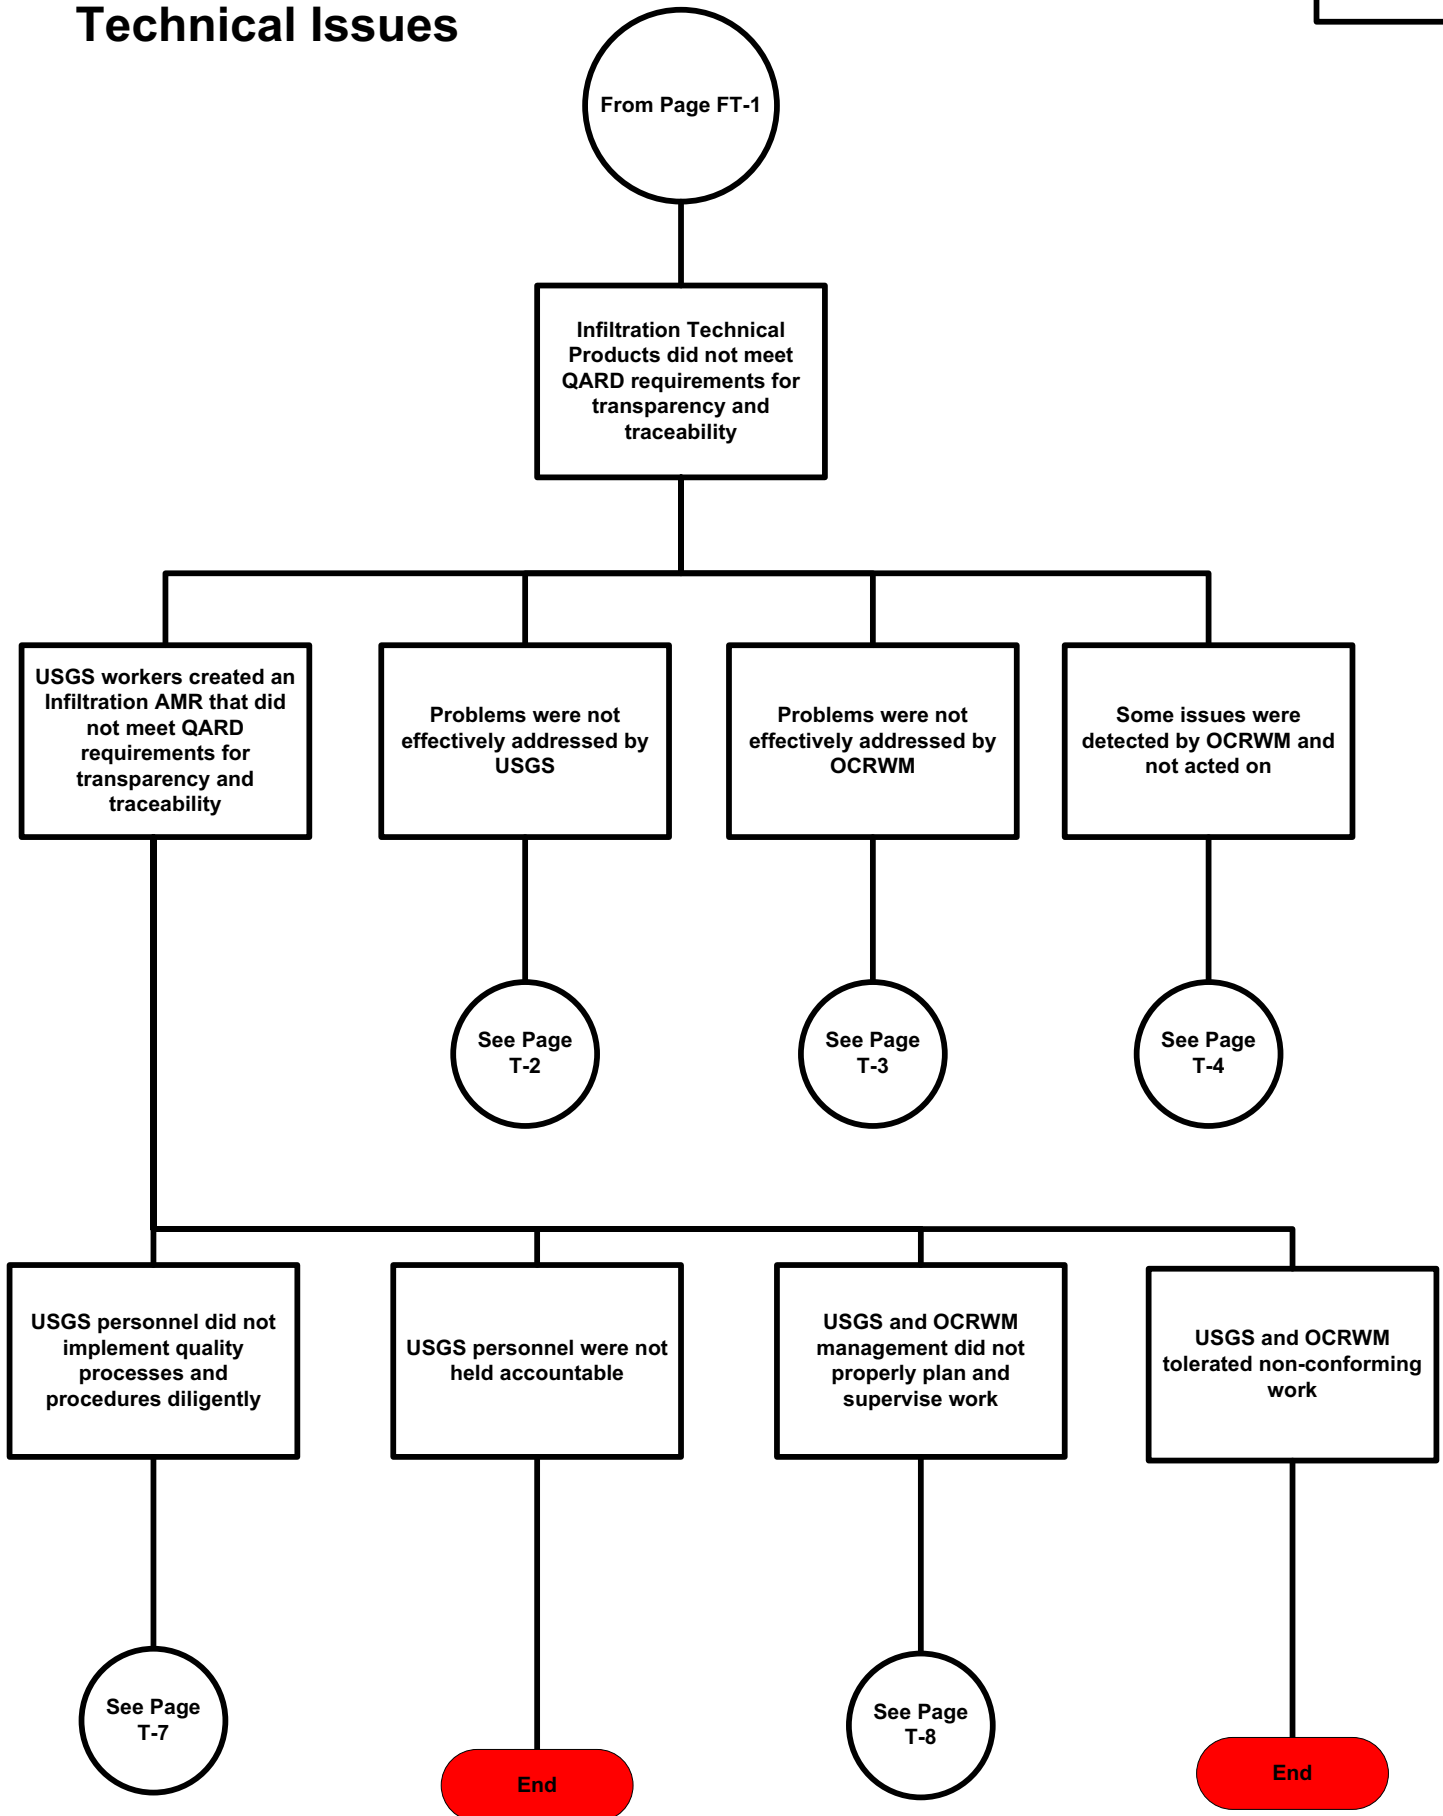 Technical Issues
From Page FT-1
Infiltration Technical
Products did not meet
QARD requirements for
transparency and
traceability
USGS workers created an
Infiltration AMR that did
not meet QARD
requirements for
transparency and
traceability
Problems were not
effectively addressed by
USGS
Problems were not
effectively addressed by
OCRWM
Some issues were
detected by OCRWM and
not acted on
See Page
T-2
See Page
T-3
See Page
T-4
USGS personnel did not
implement quality
processes and
procedures diligently
USGS personnel were not
held accountable
USGS and OCRWM
management did not
properly plan and
supervise work
USGS and OCRWM
tolerated non-conforming
work
See Page
T-7
End
See Page
T-8
End